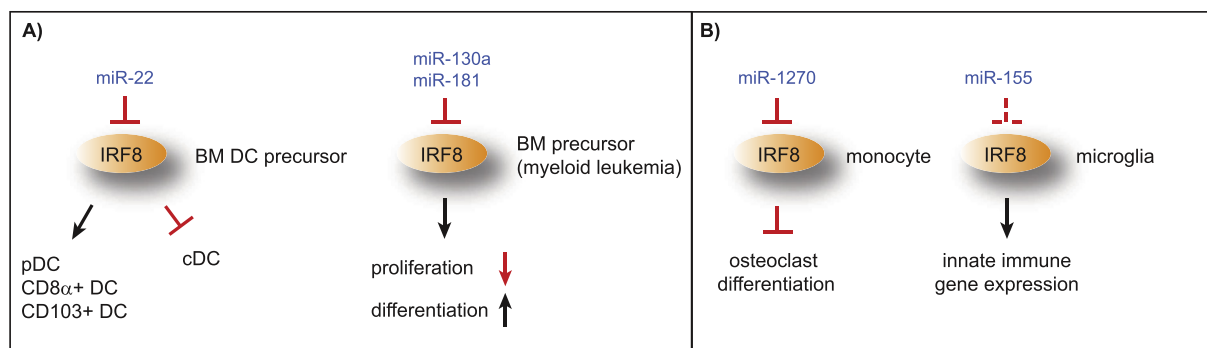 A)
miR-22
IRF8
BM DC precursor
pDC
CD8α+ DC
CD103+ DC
cDC
miR-130a
miR-181
IRF8
BM precursor
(myeloid leukemia)
proliferation
differentiation
B)
miR-1270
IRF8
monocyte
osteoclast
differentiation
miR-155
IRF8
microglia
innate immune
gene expression